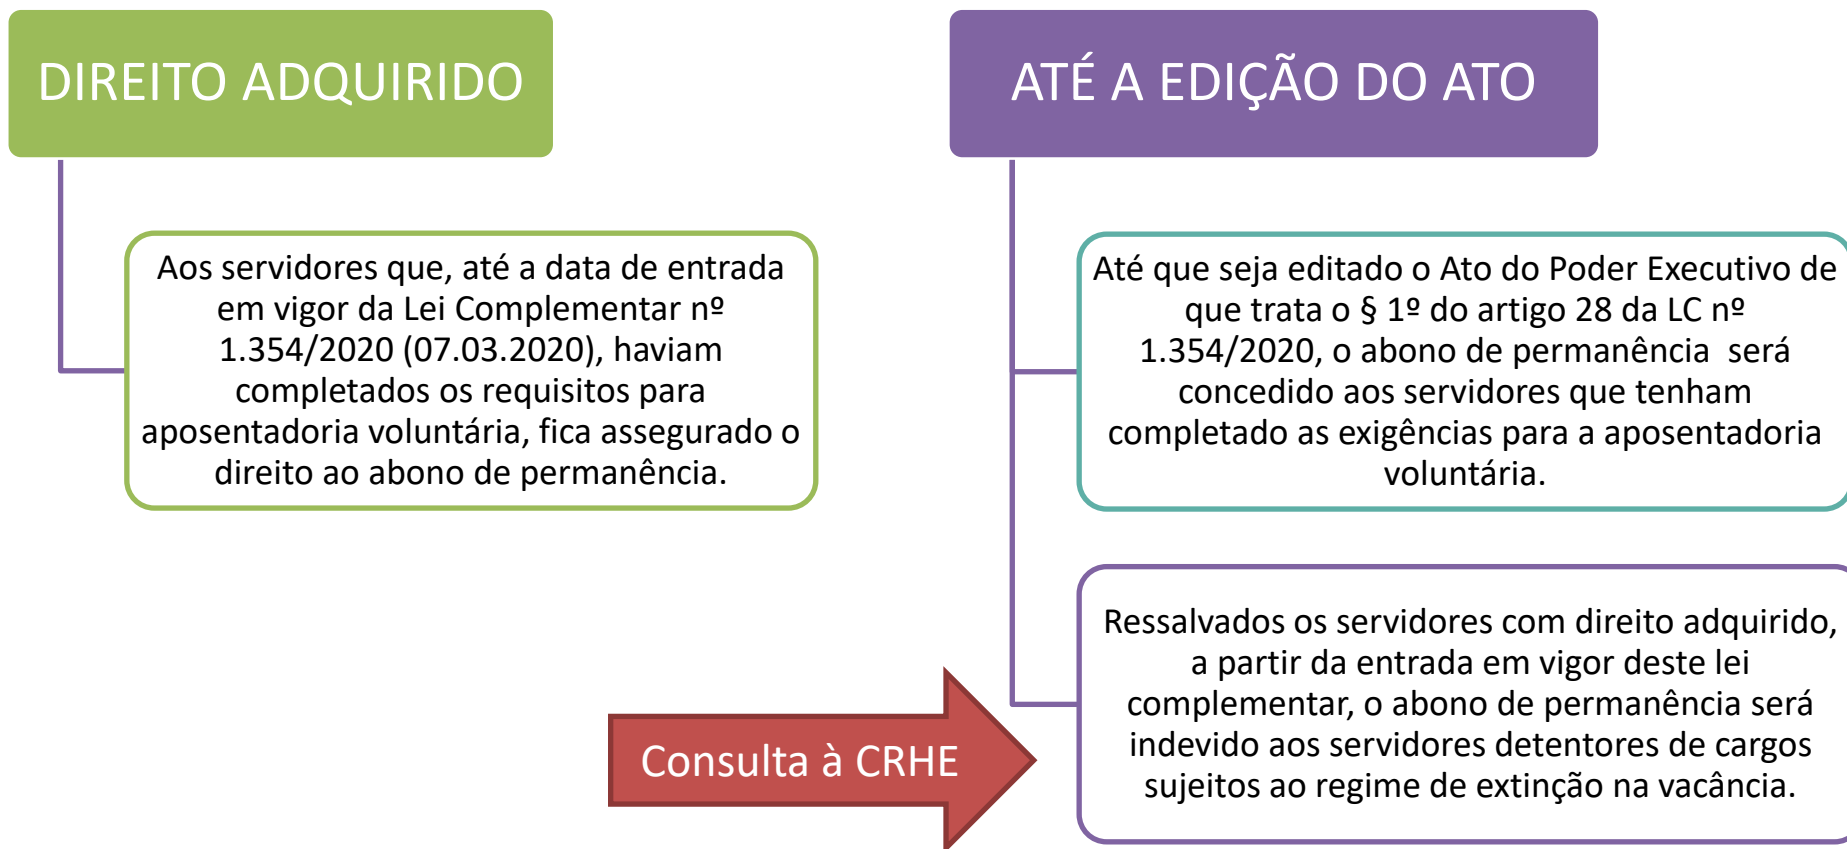 DIREITO ADQUIRIDO
Aos servidores que, até a data de entrada
em vigor da Lei Complementar nº
1.354/2020 (07.03.2020), haviam
completados os requisitos para
aposentadoria voluntária, fica assegurado o
direito ao abono de permanência.
ATÉ A EDIÇÃO DO ATO
Até que seja editado o Ato do Poder Executivo de
que trata o § 1º do artigo 28 da LC nº
1.354/2020, o abono de permanência será
concedido aos servidores que tenham
completado as exigências para a aposentadoria
voluntária.
Consulta à CRHE
Ressalvados os servidores com direito adquirido,
a partir da entrada em vigor deste lei
complementar, o abono de permanência será
indevido aos servidores detentores de cargos
sujeitos ao regime de extinção na vacância.